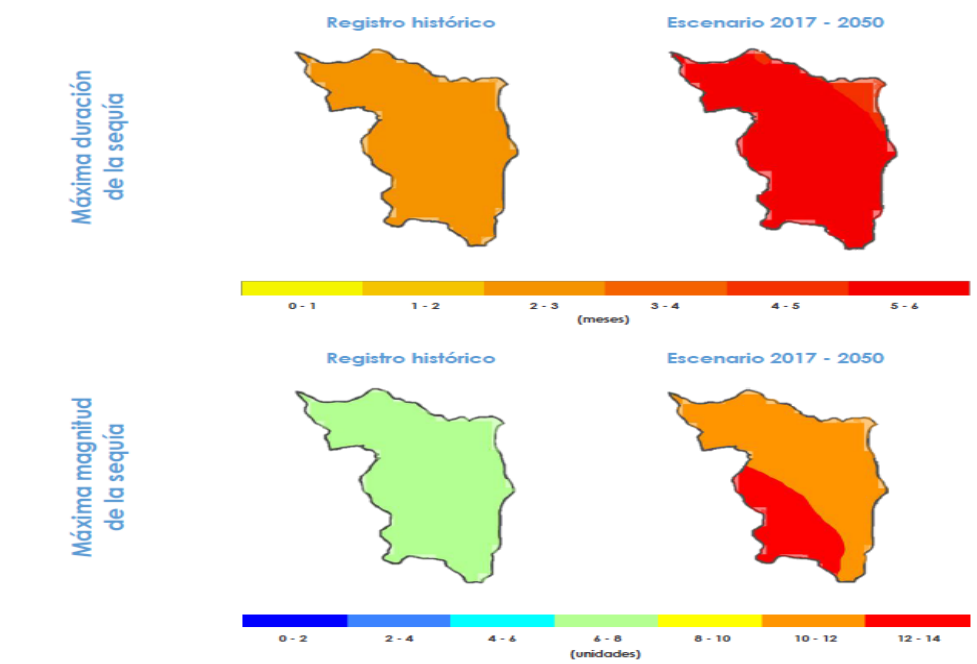 Registro histórico
Escenario 2017 - 2050
Máxima duración
de la sequía
0 - 1
1 - 2
2 - 3
3 - 4
4 - 5
5 - 6
(meses)
Registro histórico
Escenario 2017 - 2050
Máxima magnitud
de la sequía
0 - 2
2 - 4
4 - 6
6 - 8
8 - 10
10 - 12
12 - 14
(unidades)